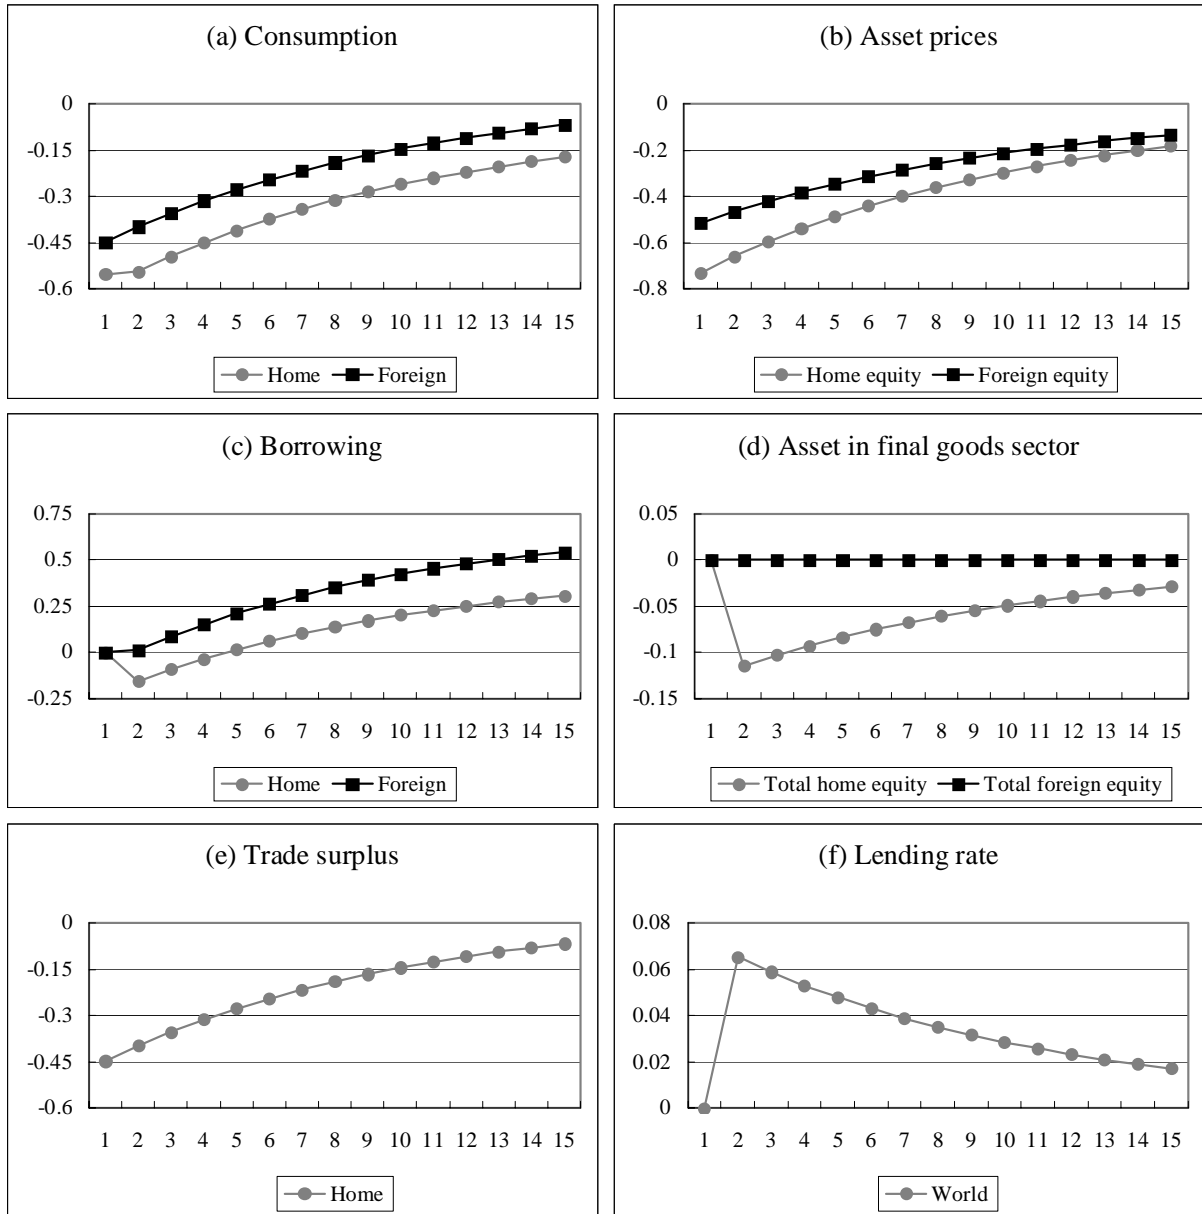 (a) Consumption
0
-0.15
-0.3
-0.45
-0.6
1 2 3 4 5 6 7 8 9 10 11 12 13 14 15
Home Foreign
(b) Asset prices
0
-0.2
-0.4
-0.6
-0.8
1 2 3 4 5 6 7 8 9 10 11 12 13 14 15
Home equity Foreign equity
(c) Borrowing
0.75
0.5
0.25
0
-0.25
1 2 3 4 5 6 7 8 9 10 11 12 13 14 15
Home Foreign
(d) Asset in final goods sector
0.05
0
-0.05
-0.1
-0.15
1 2 3 4 5 6 7 8 9 10 11 12 13 14 15
Total home equity Total foreign equity
(e) Trade surplus
0
-0.15
-0.3
-0.45
-0.6
1 2 3 4 5 6 7 8 9 10 11 12 13 14 15
Home
(f) Lending rate
0.08
0.06
0.04
0.02
0
1 2 3 4 5 6 7 8 9 10 11 12 13 14 15
World